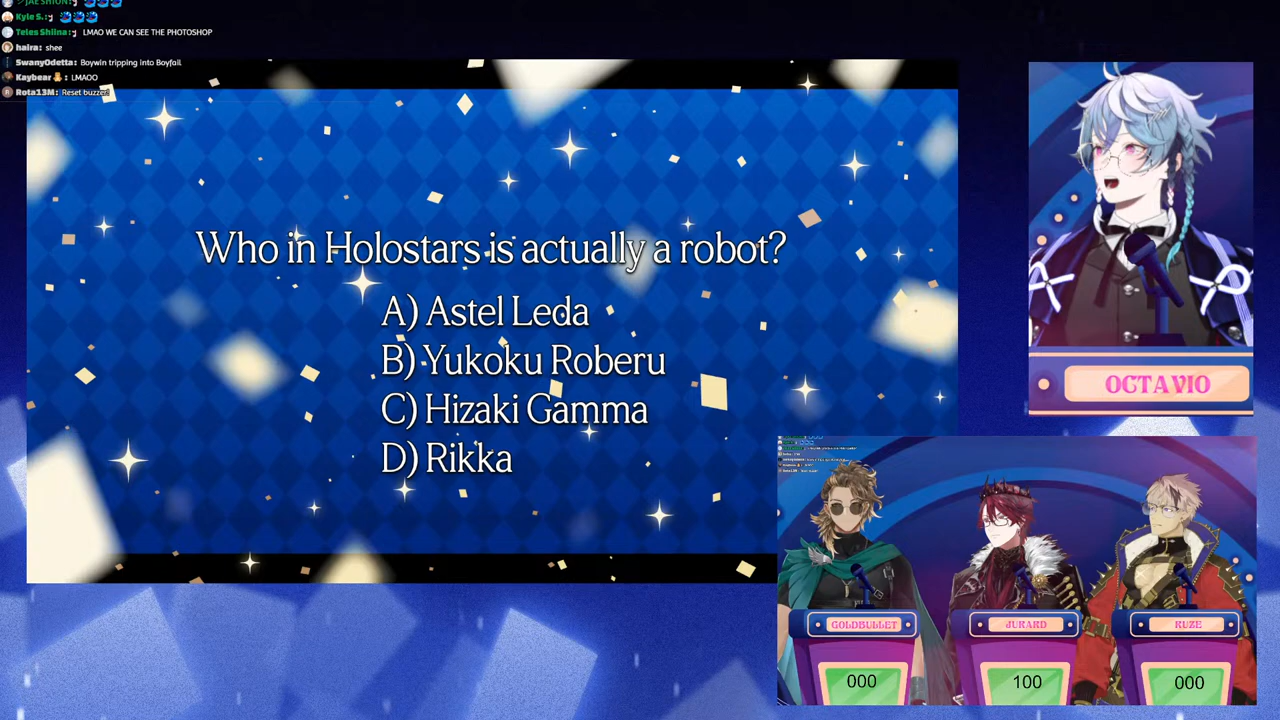 Kyle S.:
Teles Shiina: LMAO WE CAN SEE THE PHOTOSHOP
haira: shee
SwanyOdetta: Boywin tripping into Boyfail
Kaybear: LMAOO
Rota13M: Reset buzzer!
Who in Holostars is actually a robot?
A) Astel Leda
B) Yukoku Roberu
C) Hizaki Gamma
D) Rikka
OCTAVIO
GOLDBULLET
JURARD
RUZE
000
100
000